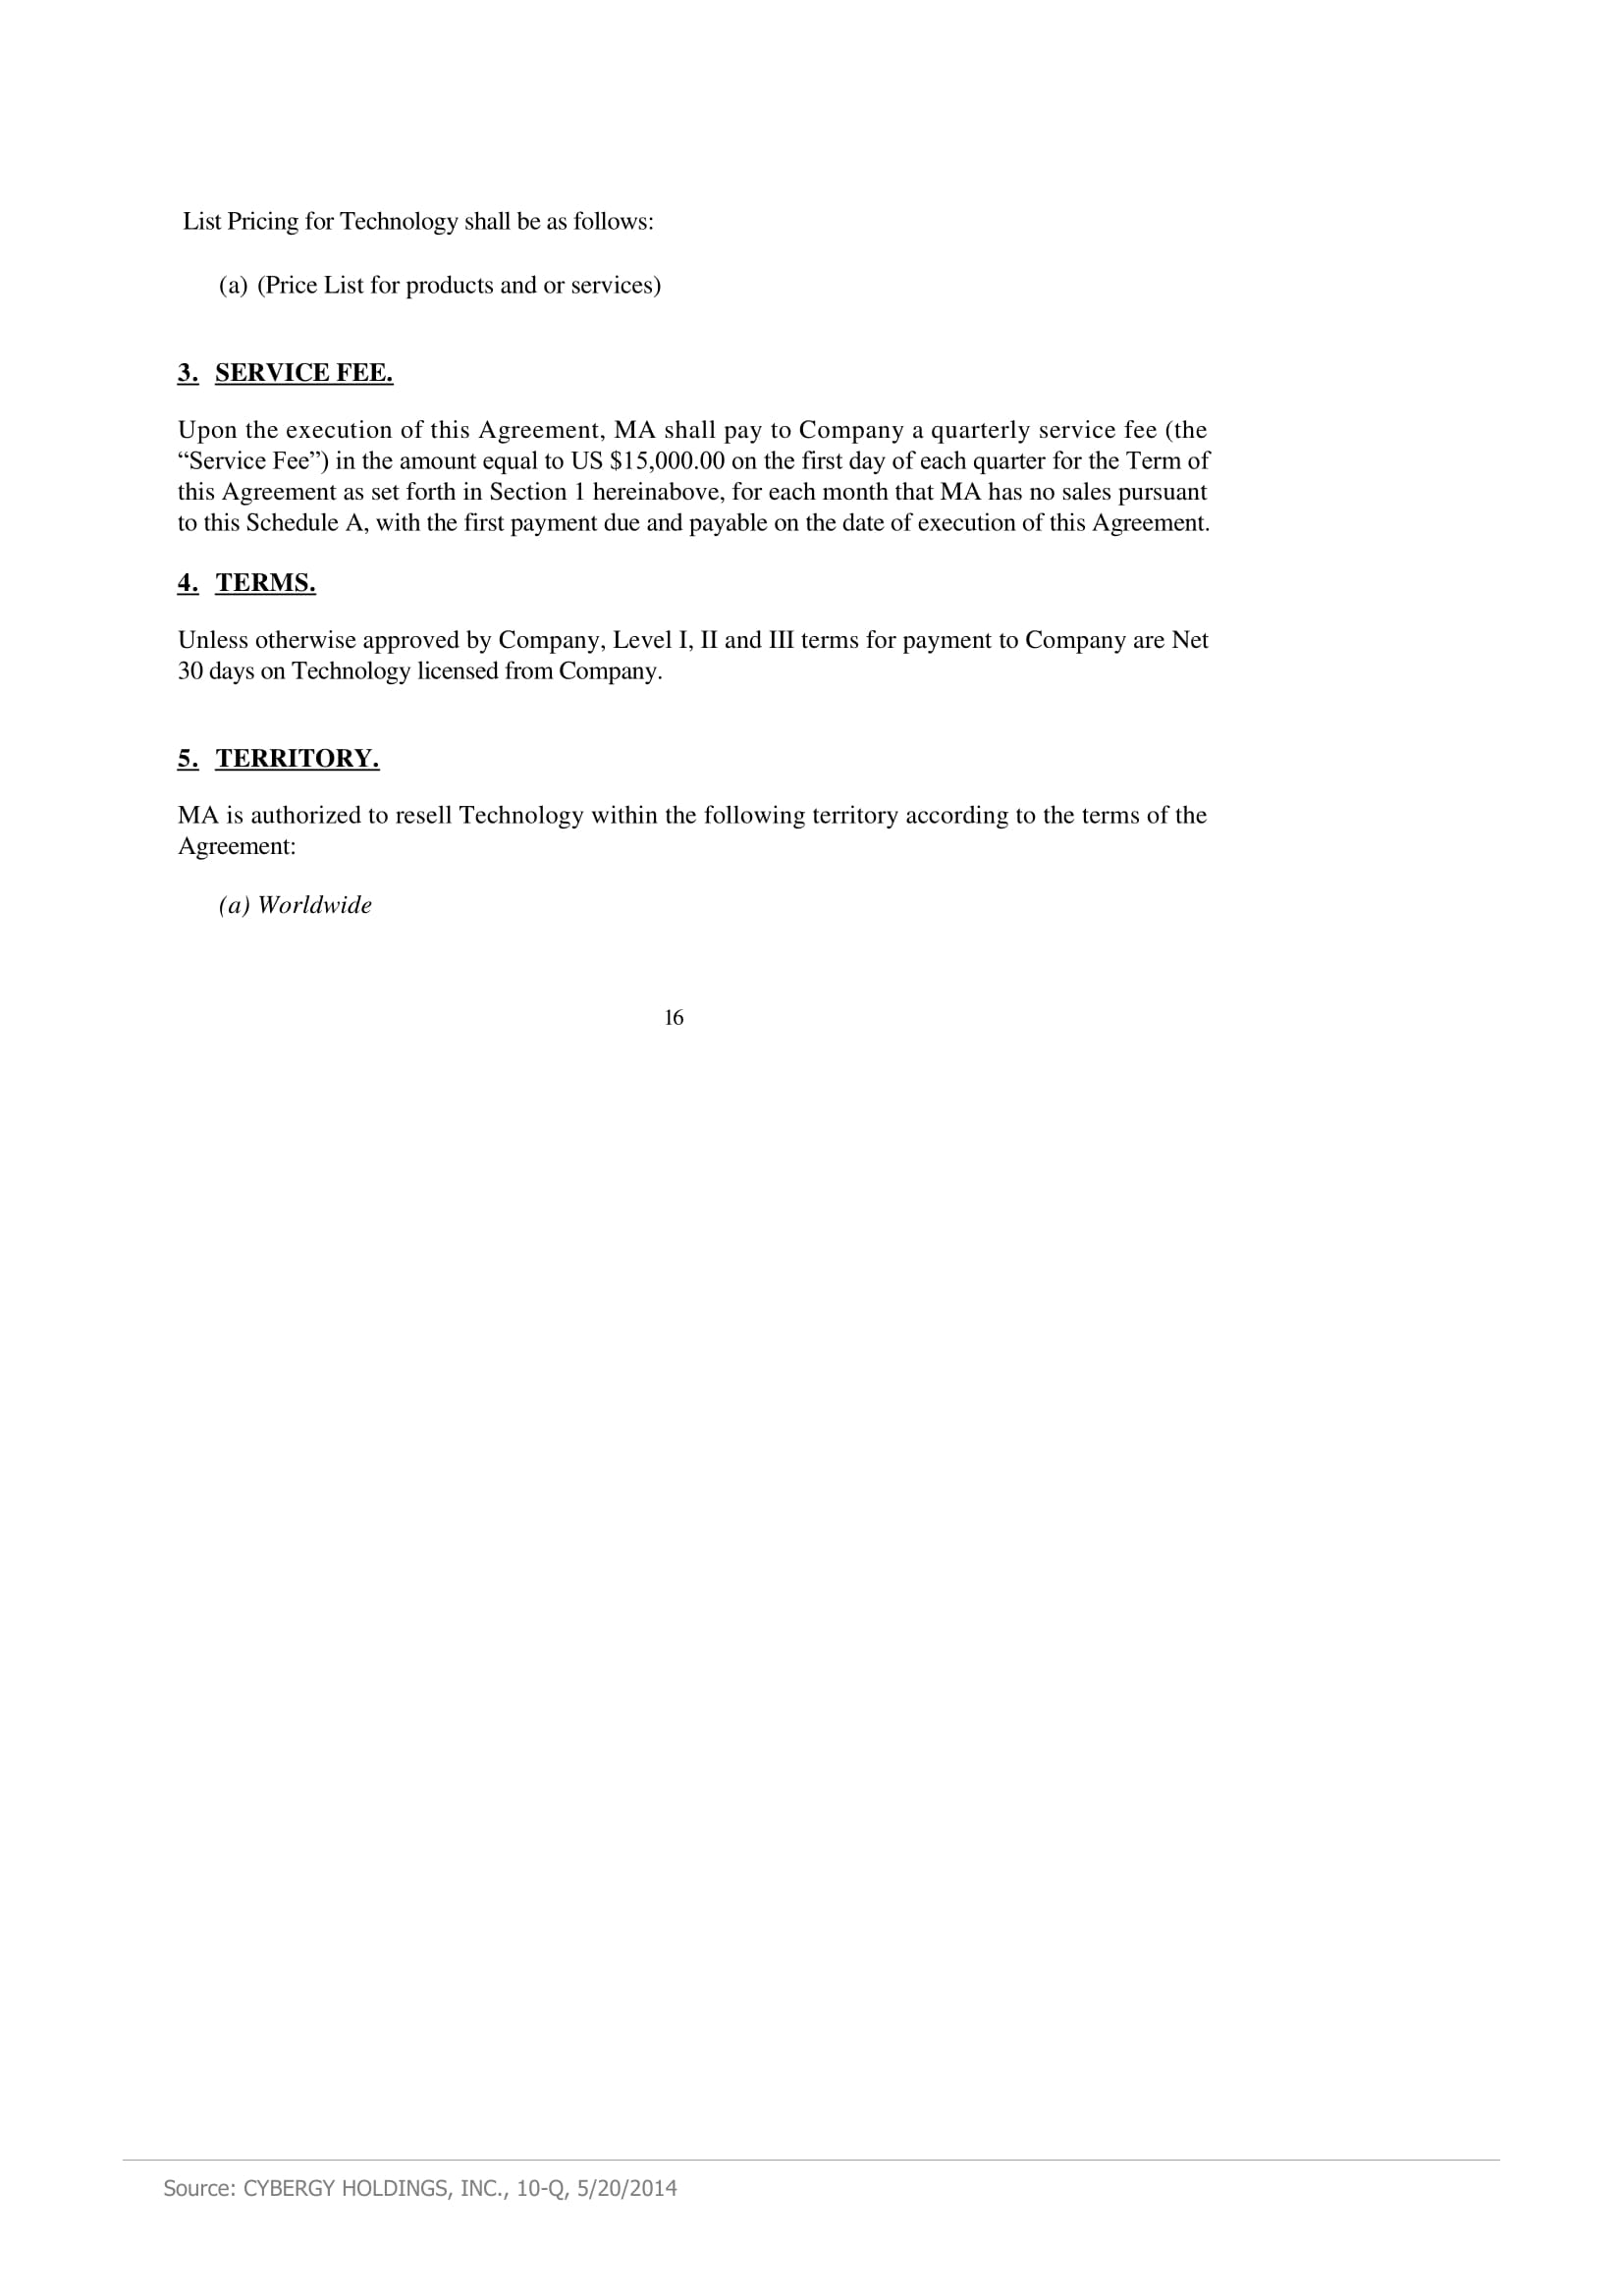 List Pricing for Technology shall be as follows:
(a) (Price List for products and or services)
3. SERVICE FEE.
Upon the execution of this Agreement, MA shall pay to Company a quarterly service fee (the
“Service Fee”) in the amount equal to US $15,000.00 on the first day of each quarter for the Term of
this Agreement as set forth in Section 1 hereinabove, for each month that MA has no sales pursuant
to this Schedule A, with the first payment due and payable on the date of execution of this Agreement.
4. TERMS.
Unless otherwise approved by Company, Level I, II and III terms for payment to Company are Net
30 days on Technology licensed from Company.
5. TERRITORY.
MA is authorized to resell Technology within the following territory according to the terms of the
Agreement:
(a) Worldwide
16
Source: CYBERGY HOLDINGS, INC., 10-Q, 5/20/2014